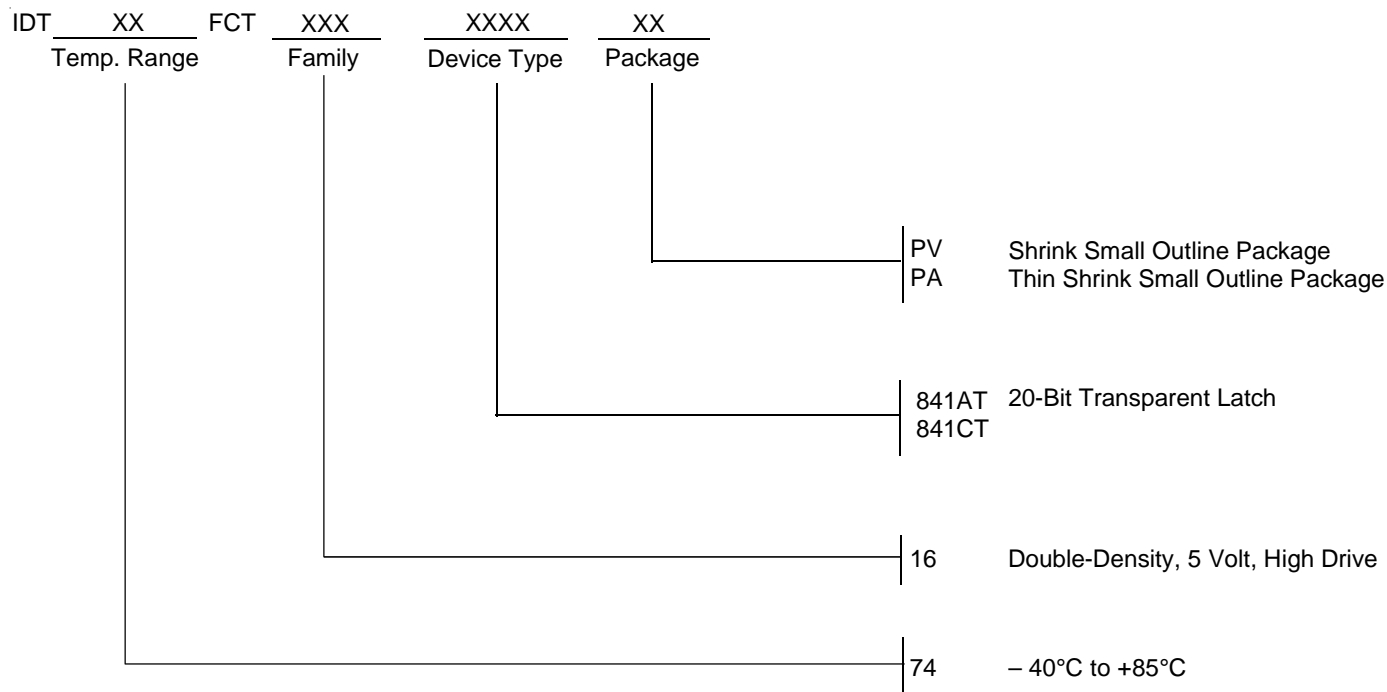 IDT XX FCT XXX XXXX XX
Temp. Range Family Device Type Package
PV Shrink Small Outline Package
PA Thin Shrink Small Outline Package
841AT 20-Bit Transparent Latch
841CT
16 Double-Density, 5 Volt, High Drive
74 – 40°C to +85°C